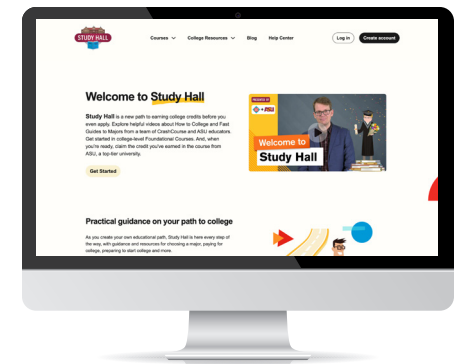 STUDY HALL
Courses
College Resources
Blog
Help Center
Log In
Create account
Welcome to Study Hall
Study Hall is a new path to earning college credits before you
even apply. Explore helpful videos about How to College and Fast
Guides to Majors from a team of CrashCourse and ASU educators.
Get started in college-level Foundational Courses. And, when
you're ready, claim the credit you've earned in the course from
ASU, a top-tier university.
Get Started
PRESENTED BY
+ ASU
Welcome to
Study Hall
Practical guidance on your path to college
As you create your own educational path, Study Hall is here every step of
the way, with guidance and resources for choosing a major, paying for
college, preparing to start college and more.